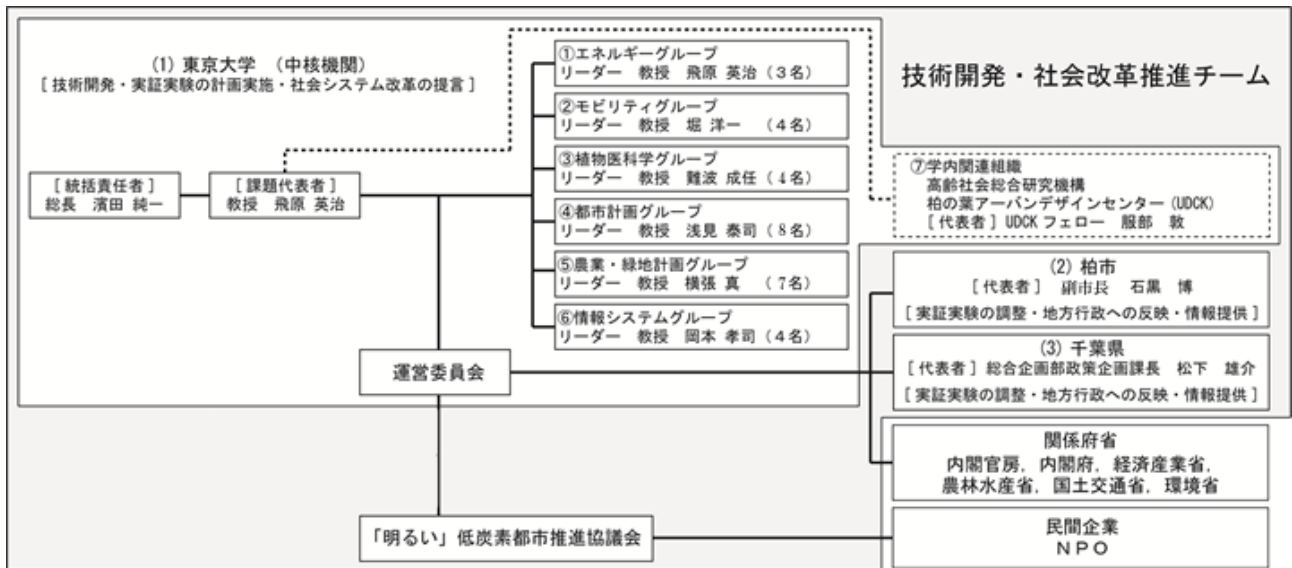 (1) 東京大学 (中核機関)
[ 技術開発・実証実験の計画実施・社会システム改革の提言 ]
[ 統括責任者 ]
総長 濱田 純一
[ 課題代表者 ]
教授 飛原 英治
①エネルギーグループ
リーダー 教授 飛原 英治 (3名)
②モビリティグループ
リーダー 教授 堀 洋一 (4名)
③植物医科学グループ
リーダー 教授 難波 成任 (4名)
④都市計画グループ
リーダー 教授 浅見 泰司 (8名)
⑤農業・緑地計画グループ
リーダー 教授 横張 真 (7名)
⑥情報システムグループ
リーダー 教授 岡本 孝司 (4名)
運営委員会
「明るい」低炭素都市推進協議会
技術開発・社会改革推進チーム
⑦学内関連組織
高齢社会総合研究機構
柏の葉アーバンデザインセンター (UDCK)
[ 代表者 ] UDCK フェロー 服部 敦
(2) 柏市
[ 代表者 ] 副市長 石黒 博
[ 実証実験の調整・地方行政への反映・情報提供 ]
(3) 千葉県
[ 代表者 ] 総合企画部政策企画課長 松下 雄介
[ 実証実験の調整・地方行政への反映・情報提供 ]
関係府省
内閣官房, 内閣府, 経済産業省,
農林水産省, 国土交通省, 環境省
民間企業
NPO